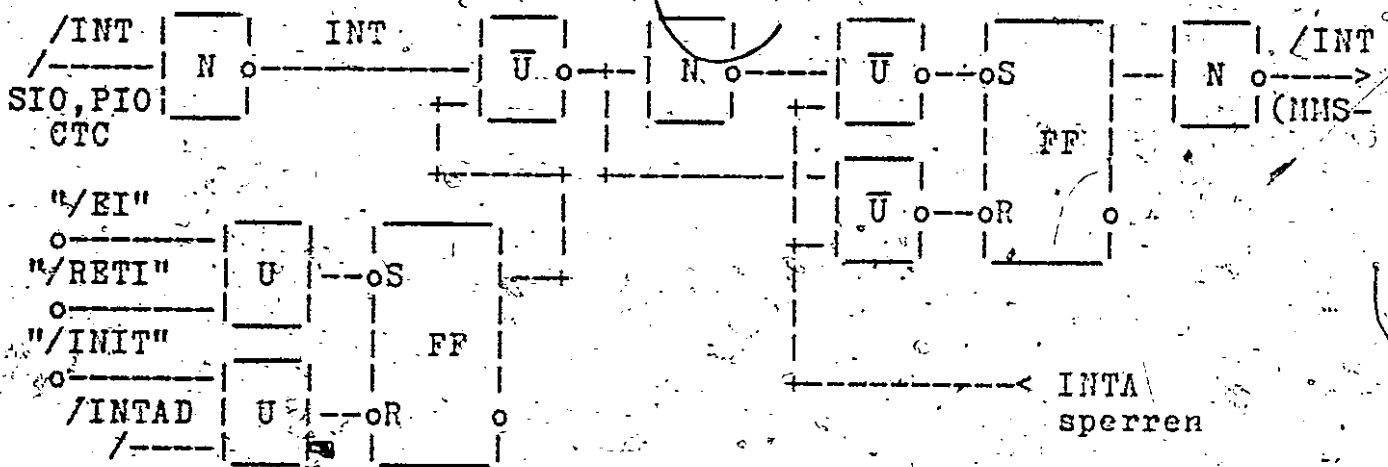 /INT INT /INT
N Ū N Ū S N
SIO,PIO (MMS-
CTC
FF
Ū R
"/EI"
"/RETI" U S
"/INIT" FF
/INTAD U R
INTA
sperren